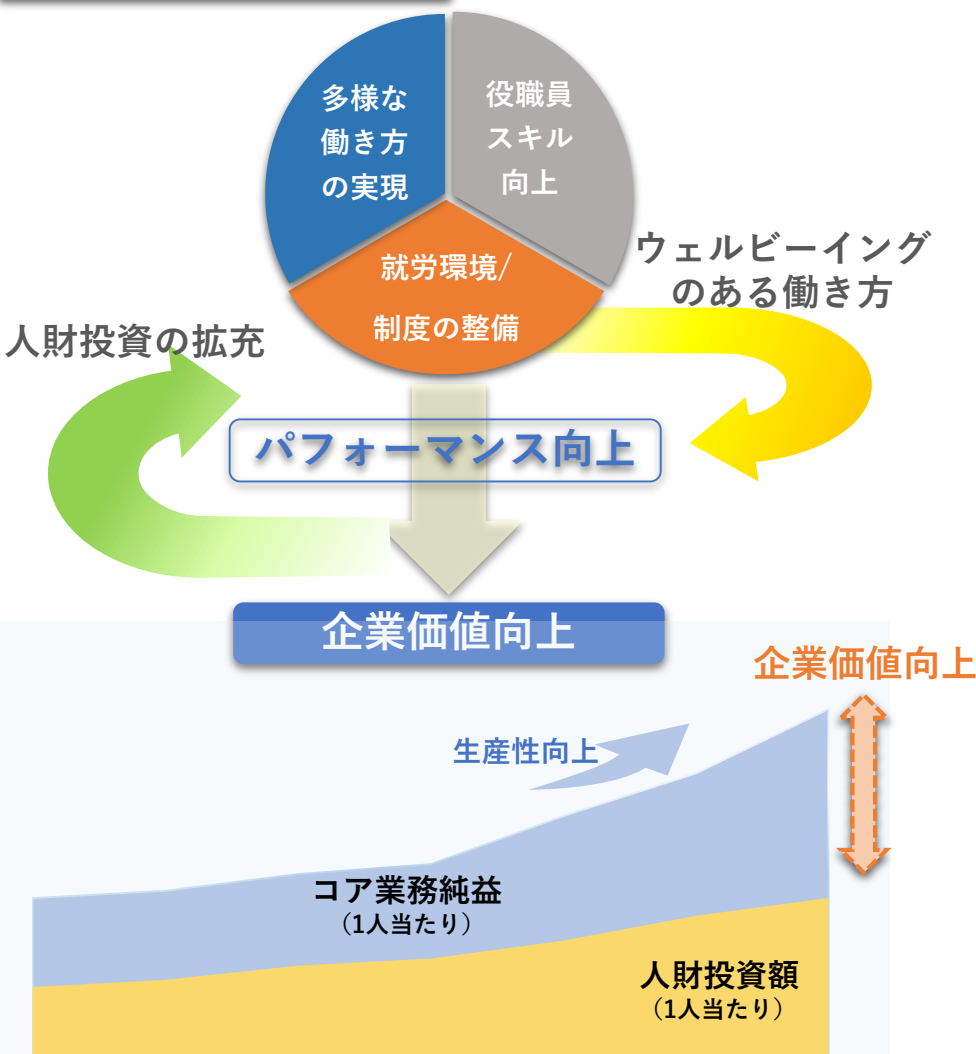 多様な
働き方
の実現
役職員
スキル
向上
就労環境/
制度の整備
ウェルビーイング
のある働き方
人財投資の拡充
パフォーマンス向上
企業価値向上
企業価値向上
生産性向上
コア業務純益
（1人当たり）
人財投資額
（1人当たり）